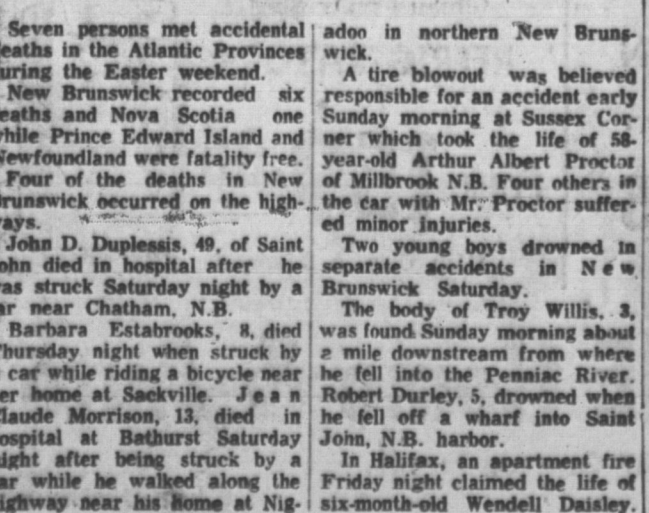 Seven persons met accidental
eaths in the Atlantic Provinces
uring the Easter weekend.
New Brunswick recorded six
eaths and Nova Scotia one
hile Prince Edward Island and
Newfoundland were fatality free.
Four of the deaths in New
Brunswick occurred on the high-
ays.
John D. Duplessis, 49, of Saint
ohn died in hospital after he
as struck Saturday night by a
ar near Chatham, N.B.
Barbara Estabrooks, 8, died
Thursday night when struck by
car while riding a bicycle near
er home at Sackville. Jean
laude Morrison, 13, died in
ospital at Bathurst Saturday
ight after being struck by a
ar while he walked along the
ighway near his home at Nig-
adoo in northern New Bruns-
wick.
A tire blowout was believed
responsible for an accident early
Sunday morning at Sussex Cor-
ner which took the life of 58-
year-old Arthur Albert Proctor
of Millbrook N.B. Four others in
the car with Mr. Proctor suffer-
ed minor injuries.
Two young boys drowned in
separate accidents in New
Brunswick Saturday.
The body of Troy Willis, 3,
was found Sunday morning about
a mile downstream from where
he fell into the Penniac River.
Robert Durley, 5, drowned when
he fell off a wharf into Saint
John, N.B. harbor.
In Halifax, an apartment fire
Friday night claimed the life of
six-month-old Wendell Daisley.